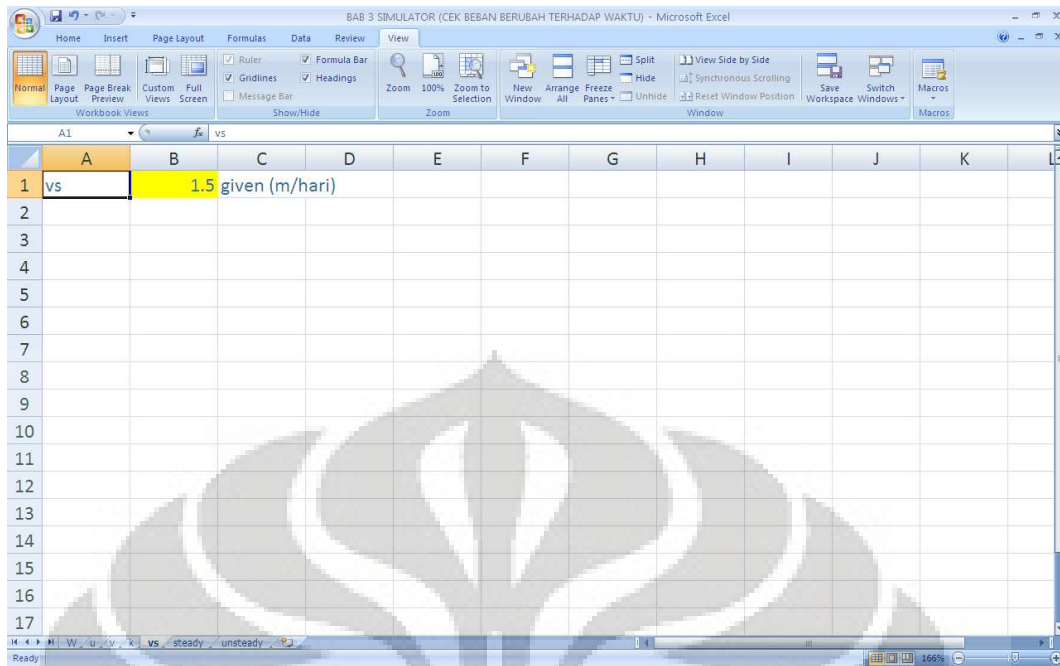 BAB 3 SIMULATOR (CEK BEBAN BERUBAH TERHADAP WAKTU) - Microsoft Excel
Home Insert Page Layout Formulas Data Review View
Normal Page Layout Page Break Preview Custom Views Full Screen
Workbook Views
Ruler Formula Bar
Gridlines Headings
Message Bar
Show/Hide
Zoom 100% Zoom to Selection
Zoom
New Window Arrange All Freeze Panes
Split
Hide
Unhide
View Side by Side
Synchronous Scrolling
Reset Window Position
Save Workspace Switch Windows
Window
Macros
Macros
A1 fx vs
A B C D E F G H I J K L
1 vs 1.5 given (m/hari)
2
3
4
5
6
7
8
9
10
11
12
13
14
15
16
17
W u v k vs steady unsteady
Ready 166%